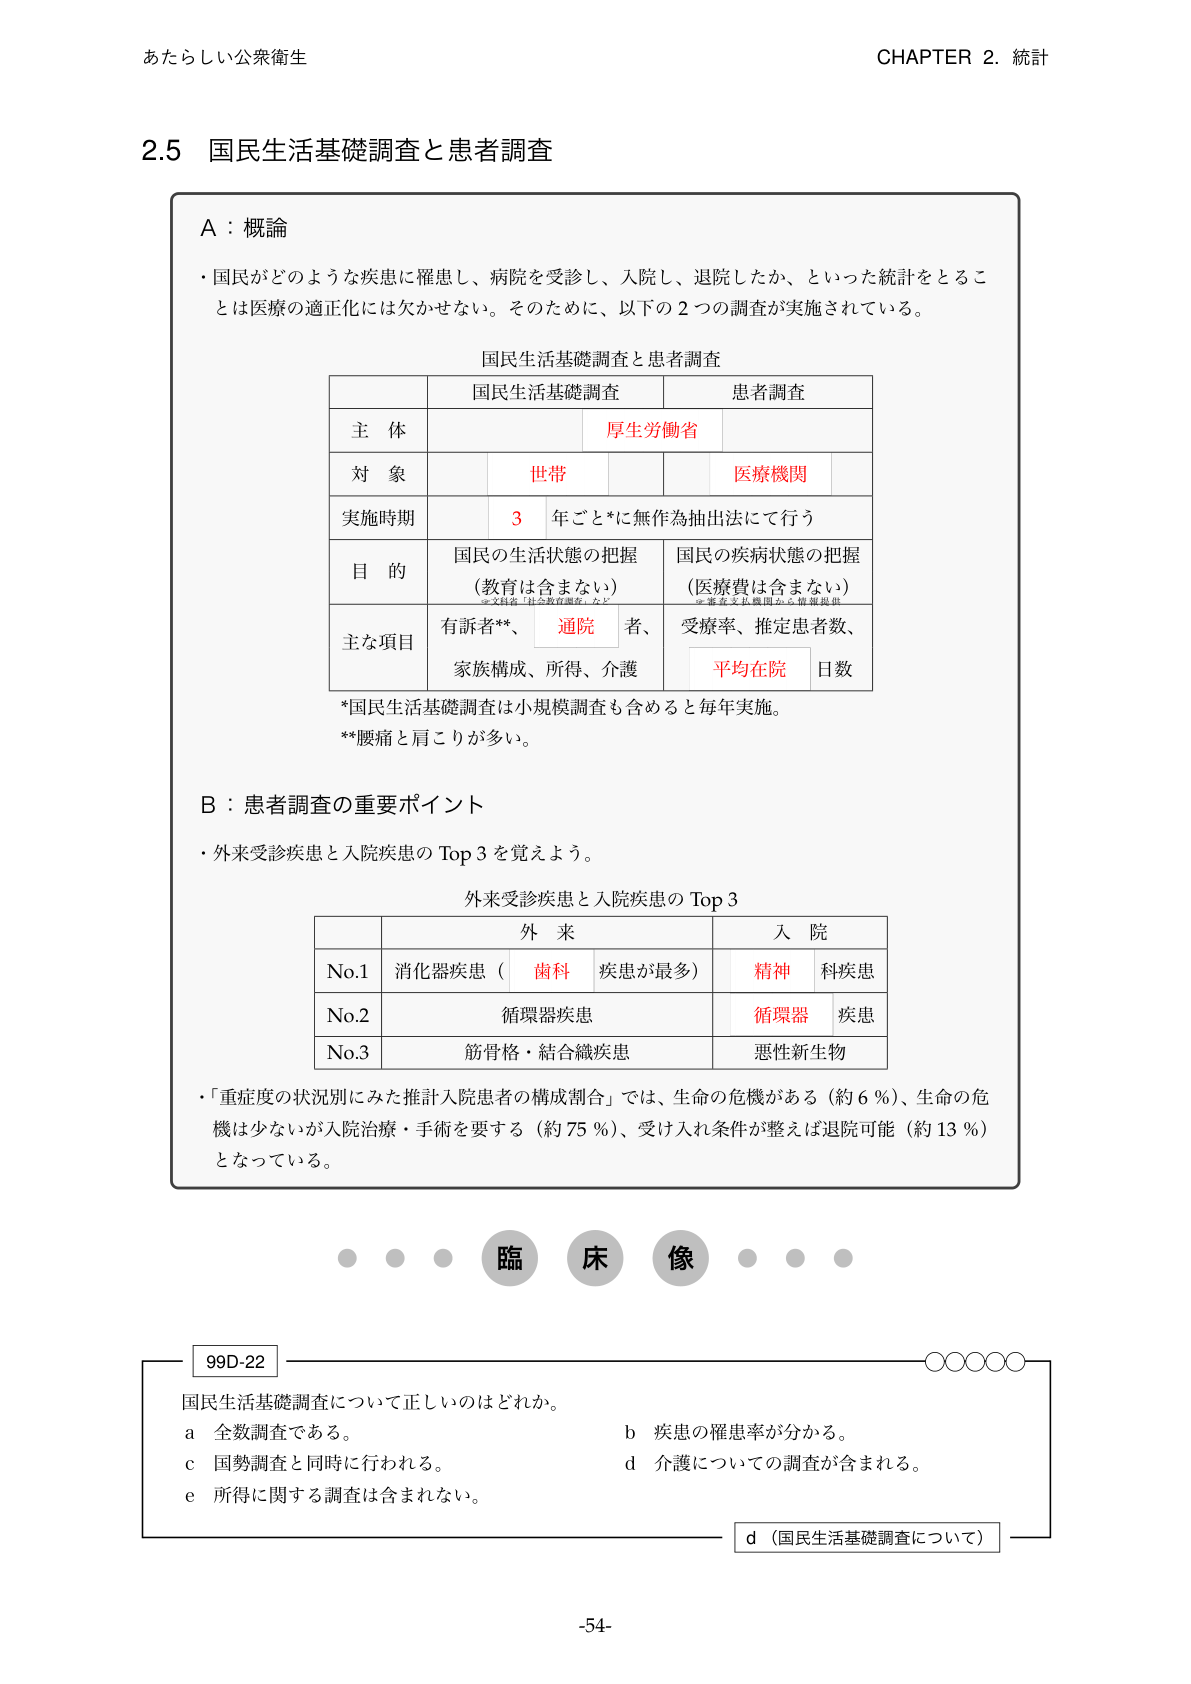 あたらしい公衆衛生
CHAPTER 2. 統計
2.5 国民生活基礎調査と患者調査
A：概論
・国民がどのような疾患に罹患し、病院を受診し、入院し、退院したか、といった統計をとるこ
とは医療の適正化には欠かせない。そのために、以下の2つの調査が実施されている。
国民生活基礎調査と患者調査
国民生活基礎調査 患者調査
主 体 厚生労働省
対 象 世帯 医療機関
実施時期 3 年ごと*に無作為抽出法にて行う
目 的
国民の生活状態の把握
（教育は含まない）
※文科省「社会教育調査」など
国民の疾病状態の把握
（医療費は含まない）
※審査支払機関から情報提供
主な項目
有訴者**、 通院 者、
家族構成、所得、介護
受療率、推定患者数、
平均在院 日数
*国民生活基礎調査は小規模調査も含めると毎年実施。
**腰痛と肩こりが多い。
B：患者調査の重要ポイント
・外来受診疾患と入院疾患の Top 3 を覚えよう。
外来受診疾患と入院疾患の Top 3
外 来 入 院
No.1 消化器疾患（ 歯科 疾患が最多） 精神 科疾患
No.2 循環器疾患 循環器 疾患
No.3 筋骨格・結合織疾患 悪性新生物
・「重症度の状況別にみた推計入院患者の構成割合」では、生命の危機がある（約 6 %）、生命の危
機は少ないが入院治療・手術を要する（約 75 %）、受け入れ条件が整えば退院可能（約 13 %）
となっている。
臨 床 像
99D-22
国民生活基礎調査について正しいのはどれか。
a 全数調査である。 b 疾患の罹患率が分かる。
c 国勢調査と同時に行われる。 d 介護についての調査が含まれる。
e 所得に関する調査は含まれない。
d （国民生活基礎調査について）
-54-